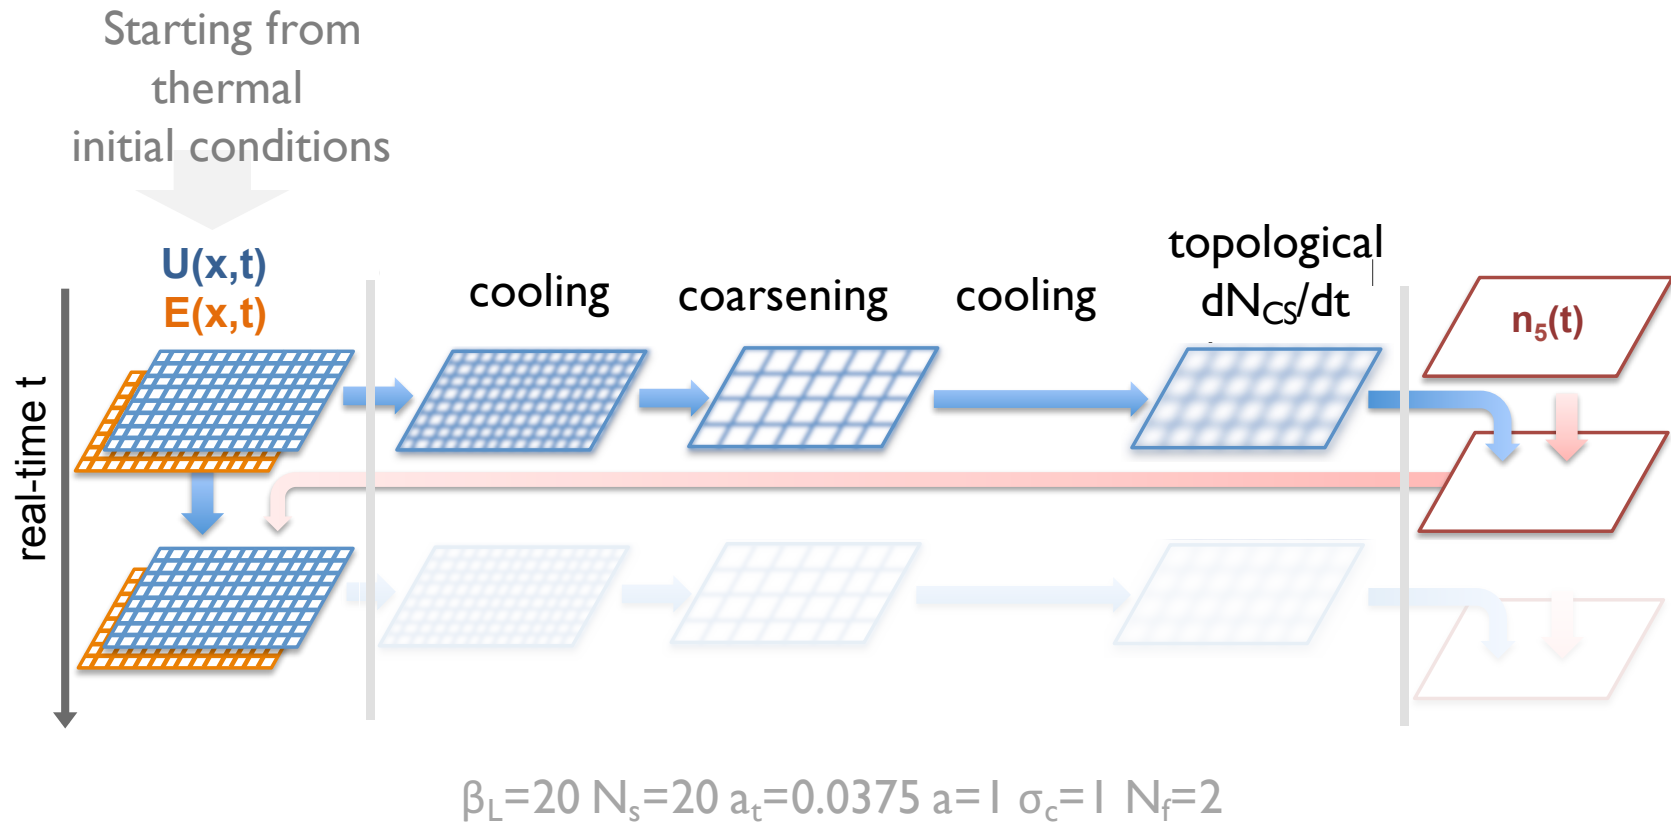 Starting from
thermal
initial conditions
U(x,t)
E(x,t)
cooling
coarsening
cooling
topological
dN_CS/dt
n_5(t)
real-time t
β_L=20 N_s=20 a_t=0.0375 a=1 σ_c=1 N_f=2